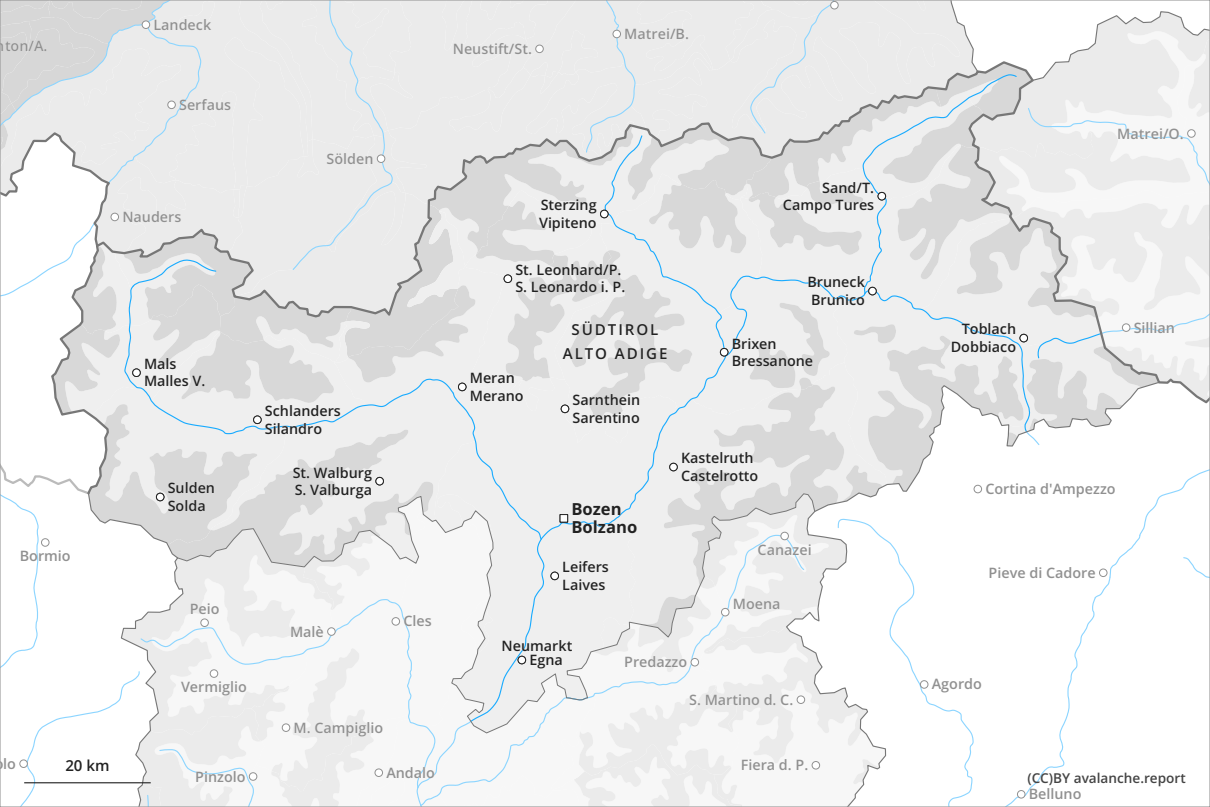 Landeck
nton/A.
Neustift/St.
Matrei/B.
Serfaus
Matrei/O.
Sölden
Sand/T.
Campo Tures
Sterzing
Vipiteno
Nauders
St. Leonhard/P.
S. Leonardo i. P.
Bruneck
Brunico
SÜDTIROL
ALTO ADIGE
Toblach
Dobbiaco
Sillian
Brixen
Bressanone
Mals
Malles V.
Meran
Merano
Sarnthein
Sarentino
Schlanders
Silandro
Kastelruth
Castelrotto
St. Walburg
S. Valburga
Sulden
Solda
Cortina d'Ampezzo
Bozen
Bolzano
Bormio
Canazei
Leifers
Laives
Pieve di Cadore
Peio
Moena
Malè
Cles
Neumarkt
Egna
Predazzo
Vermiglio
Agordo
S. Martino d. C.
M. Campiglio
20 km
olo
Pinzolo
Andalo
Fiera d. P.
(CC)BY avalanche.report
Belluno